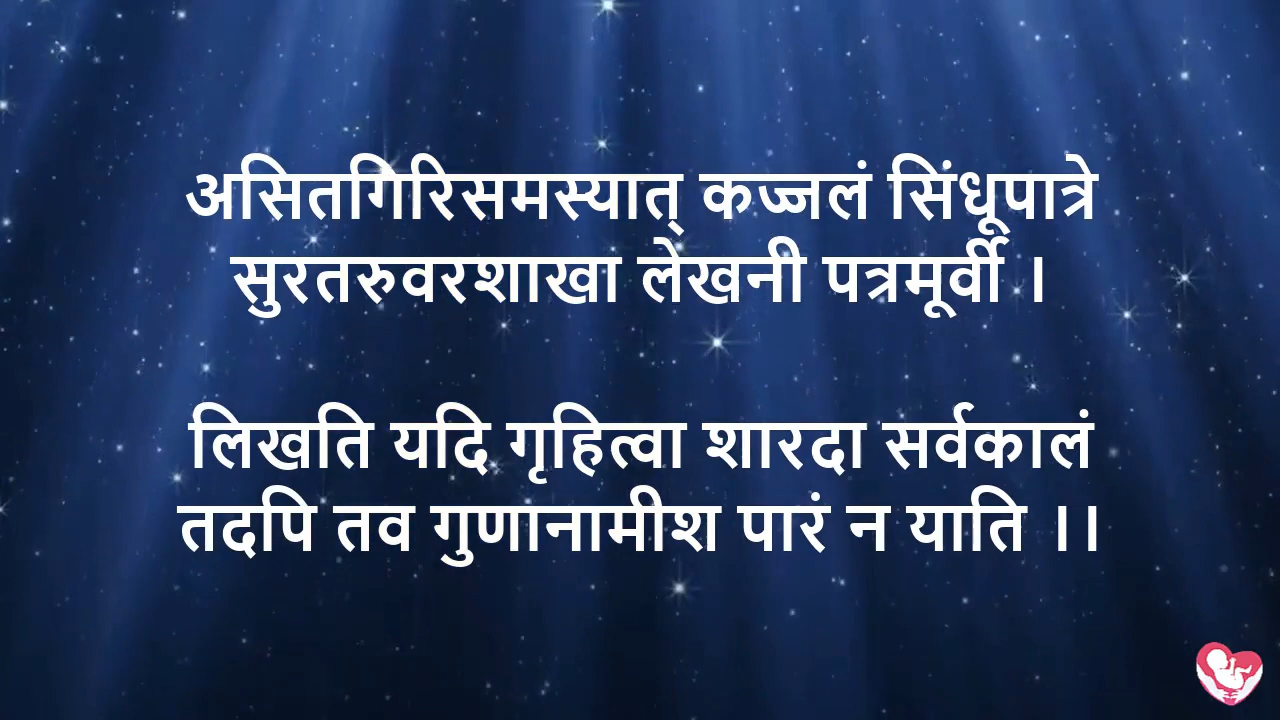 असितगिरिसमस्यात् कज्जलं सिंधूपात्रे
सुरतरुवरशाखा लेखनी पत्रमूर्वी ।
लिखति यदि गृहित्वा शारदा सर्वकालं
तदपि तव गुणानामीश पारं न याति ।।